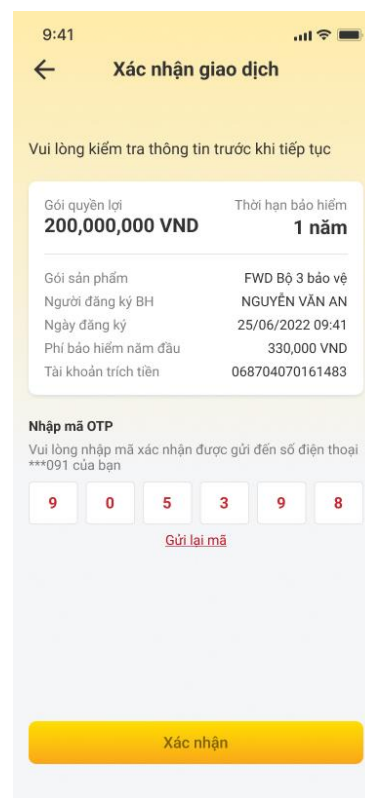 9:41
Xác nhận giao dịch
Vui lòng kiểm tra thông tin trước khi tiếp tục
Gói quyền lợi Thời hạn bảo hiểm
200,000,000 VND 1 năm
Gói sản phẩm FWD Bộ 3 bảo vệ
Người đăng ký BH NGUYỄN VĂN AN
Ngày đăng ký 25/06/2022 09:41
Phí bảo hiểm năm đầu 330,000 VND
Tài khoản trích tiền 068704070161483
Nhập mã OTP
Vui lòng nhập mã xác nhận được gửi đến số điện thoại
***091 của bạn
9 0 5 3 9 8
Gửi lại mã
Xác nhận